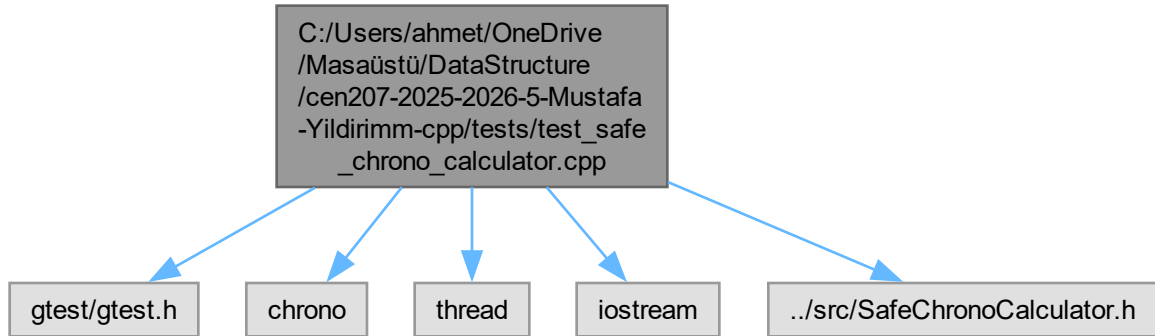 C:/Users/ahmet/OneDrive
/Masaüstü/DataStructure
/cen207-2025-2026-5-Mustafa
-Yildirimm-cpp/tests/test_safe
_chrono_calculator.cpp
gtest/gtest.h
chrono
thread
iostream
../src/SafeChronoCalculator.h